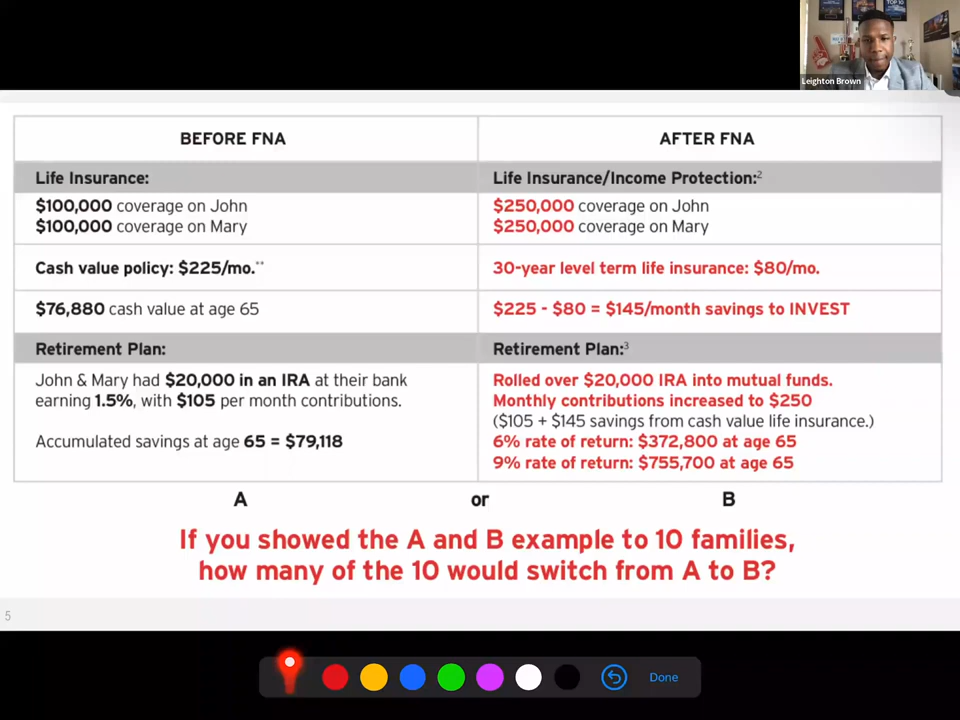 TOP 10
Leighton Brown
BEFORE FNA
AFTER FNA
Life Insurance:
Life Insurance/Income Protection:2
$100,000 coverage on John
$100,000 coverage on Mary
$250,000 coverage on John
$250,000 coverage on Mary
Cash value policy: $225/mo.**
30-year level term life insurance: $80/mo.
$76,880 cash value at age 65
$225 - $80 = $145/month savings to INVEST
Retirement Plan:
Retirement Plan:3
John & Mary had $20,000 in an IRA at their bank
earning 1.5%, with $105 per month contributions.
Accumulated savings at age 65 = $79,118
Rolled over $20,000 IRA into mutual funds.
Monthly contributions increased to $250
($105 + $145 savings from cash value life insurance.)
6% rate of return: $372,800 at age 65
9% rate of return: $755,700 at age 65
A or B
If you showed the A and B example to 10 families,
how many of the 10 would switch from A to B?
5
Done